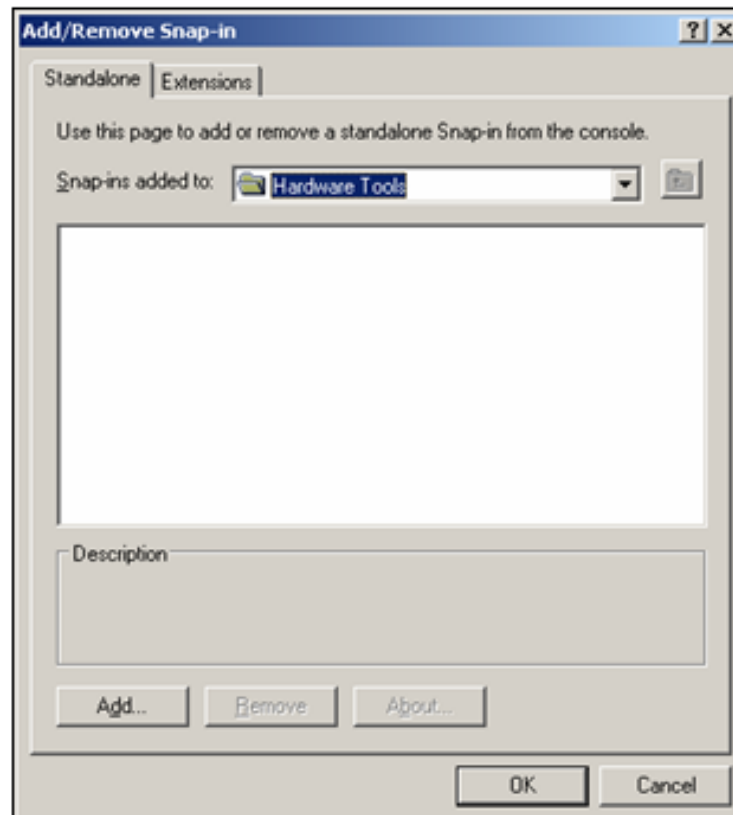 Add/Remove Snap-in
Standalone Extensions
Use this page to add or remove a standalone Snap-in from the console.
Snap-ins added to: Hardware Tools
Description
Add... Remove About...
OK Cancel